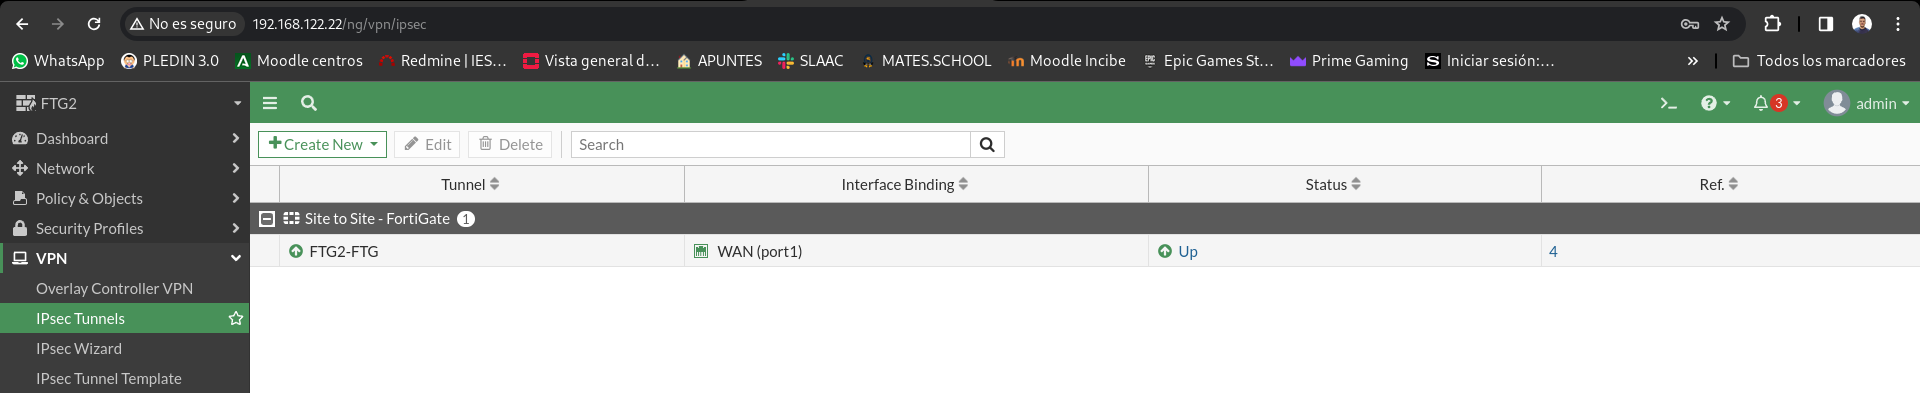 No es seguro 192.168.122.22/ng/vpn/ipsec
WhatsApp PLEDIN 3.0 Moodle centros Redmine | IES... Vista general d... APUNTES SLAAC MATES.SCHOOL Moodle Incibe EPIC GAMES Epic Games St... Prime Gaming S Iniciar sesión:... » Todos los marcadores
FTG2 3 admin
Dashboard
Network
Policy & Objects
Security Profiles
VPN
Overlay Controller VPN
IPsec Tunnels
IPsec Wizard
IPsec Tunnel Template
Create New Edit Delete Search
Tunnel Interface Binding Status Ref.
Site to Site - FortiGate 1
FTG2-FTG WAN (port1) Up 4